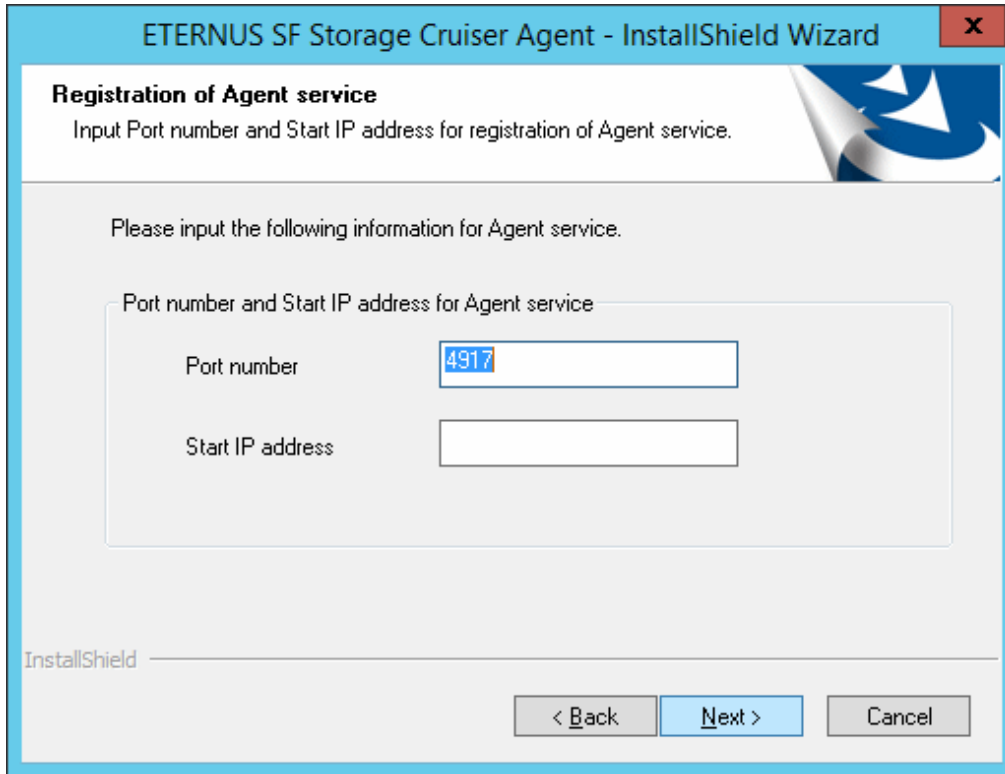 ETERNUS SF Storage Cruiser Agent - InstallShield Wizard
x
Registration of Agent service
Input Port number and Start IP address for registration of Agent service.
Please input the following information for Agent service.
Port number and Start IP address for Agent service
Port number 4917
Start IP address
InstallShield
< Back Next > Cancel